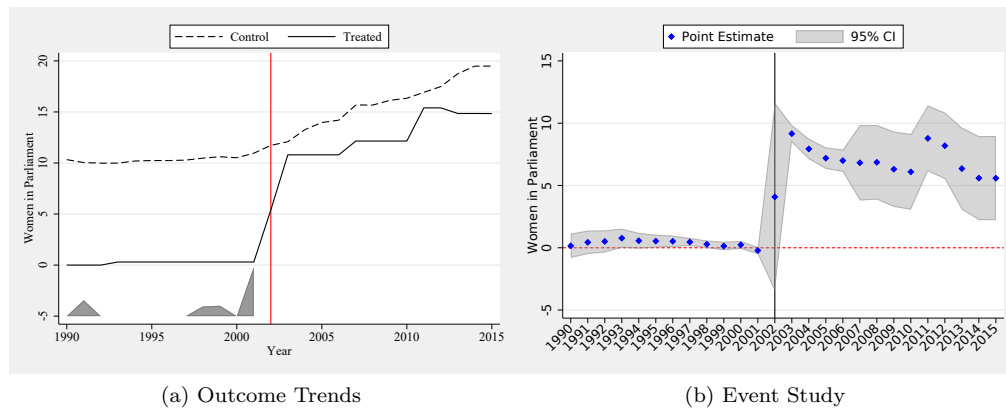 Control Treated
Women in Parliament
20
15
10
5
0
-5
1990 1995 2000 2005 2010 2015
Year
(a) Outcome Trends
Point Estimate 95% CI
Women in Parliament
15
10
5
0
-5
1990 1991 1992 1993 1994 1995 1996 1997 1998 1999 2000 2001 2002 2003 2004 2005 2006 2007 2008 2009 2010 2011 2012 2013 2014 2015
(b) Event Study